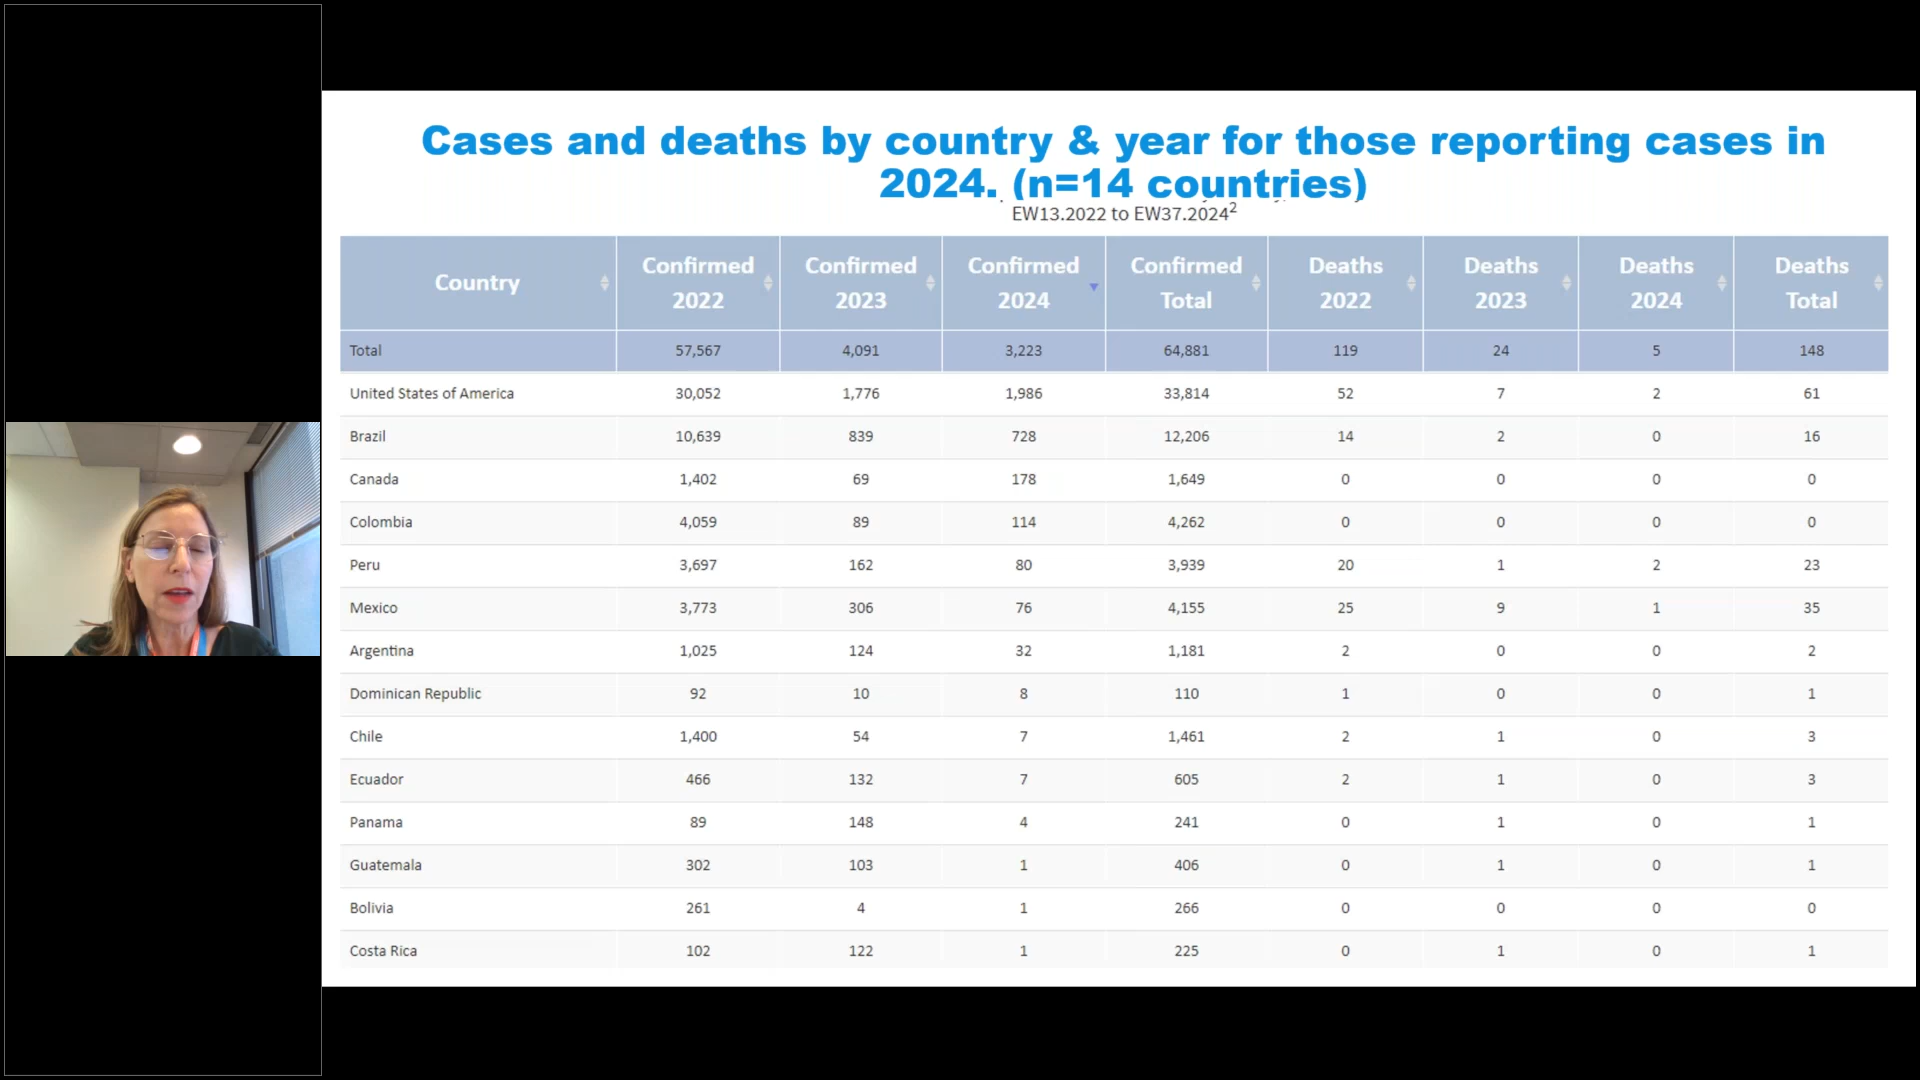 Cases and deaths by country & year for those reporting cases in
2024. (n=14 countries)
EW13.2022 to EW37.2024²
Country Confirmed 2022 Confirmed 2023 Confirmed 2024 Confirmed Total Deaths 2022 Deaths 2023 Deaths 2024 Deaths Total
Total 57,567 4,091 3,223 64,881 119 24 5 148
United States of America 30,052 1,776 1,986 33,814 52 7 2 61
Brazil 10,639 839 728 12,206 14 2 0 16
Canada 1,402 69 178 1,649 0 0 0 0
Colombia 4,059 89 114 4,262 0 0 0 0
Peru 3,697 162 80 3,939 20 1 2 23
Mexico 3,773 306 76 4,155 25 9 1 35
Argentina 1,025 124 32 1,181 2 0 0 2
Dominican Republic 92 10 8 110 1 0 0 1
Chile 1,400 54 7 1,461 2 1 0 3
Ecuador 466 132 7 605 2 1 0 3
Panama 89 148 4 241 0 1 0 1
Guatemala 302 103 1 406 0 1 0 1
Bolivia 261 4 1 266 0 0 0 0
Costa Rica 102 122 1 225 0 1 0 1